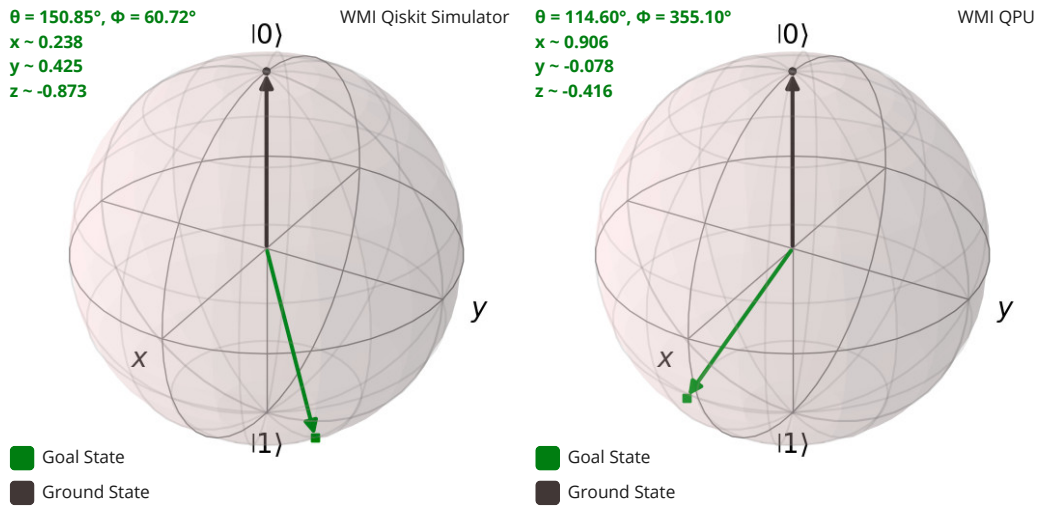 θ = 150.85°, Φ = 60.72°
x ~ 0.238
y ~ 0.425
z ~ -0.873
WMI Qiskit Simulator
|0⟩
x
y
|1⟩
Goal State
Ground State
θ = 114.60°, Φ = 355.10°
x ~ 0.906
y ~ -0.078
z ~ -0.416
WMI QPU
|0⟩
x
y
|1⟩
Goal State
Ground State